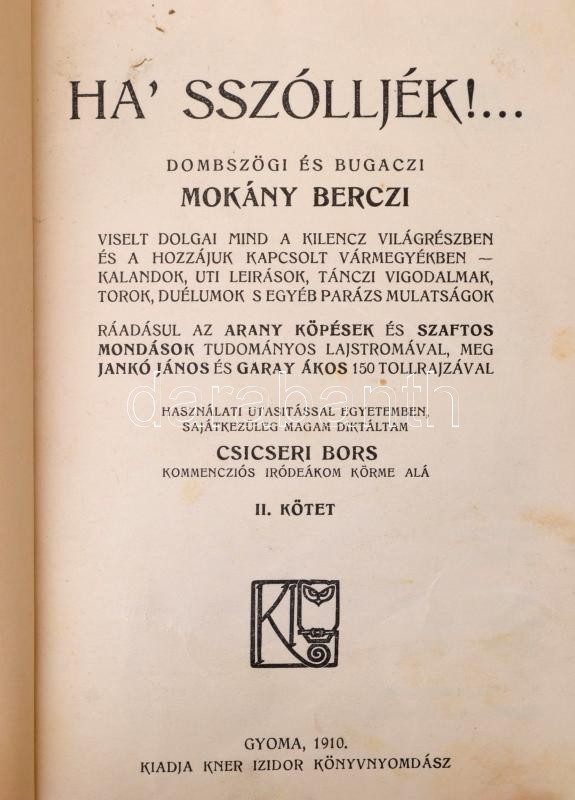 HA' SSZÓLLJÉK!...
DOMBSZÖGI ÉS BUGACZI
MOKÁNY BERCZI
VISELT DOLGAI MIND A KILENCZ VILÁGRÉSZBEN
ÉS A HOZZÁJUK KAPCSOLT VÁRMEGYÉKBEN —
KALANDOK, UTI LEIRÁSOK, TÁNCZI VIGODALMAK,
TOROK, DUÉLUMOK S EGYÉB PARÁZS MULATSÁGOK
RÁADÁSUL AZ ARANY KÖPÉSEK ÉS SZAFTOS
MONDÁSOK TUDOMÁNYOS LAJSTROMÁVAL, MEG
JANKÓ JÁNOS ÉS GARAY ÁKOS 150 TOLLRAJZÁVAL
HASZNÁLATI UTASITÁSSAL EGYETEMBEN,
SAJÁTKEZÜLEG MAGAM DIKTÁLTAM
CSICSERI BORS
KOMMENCZIÓS IRÓDEÁKOM KÖRME ALÁ
II. KÖTET
KI
GYOMA, 1910.
KIADJA KNER IZIDOR KÖNYVNYOMDÁSZ
darabanth